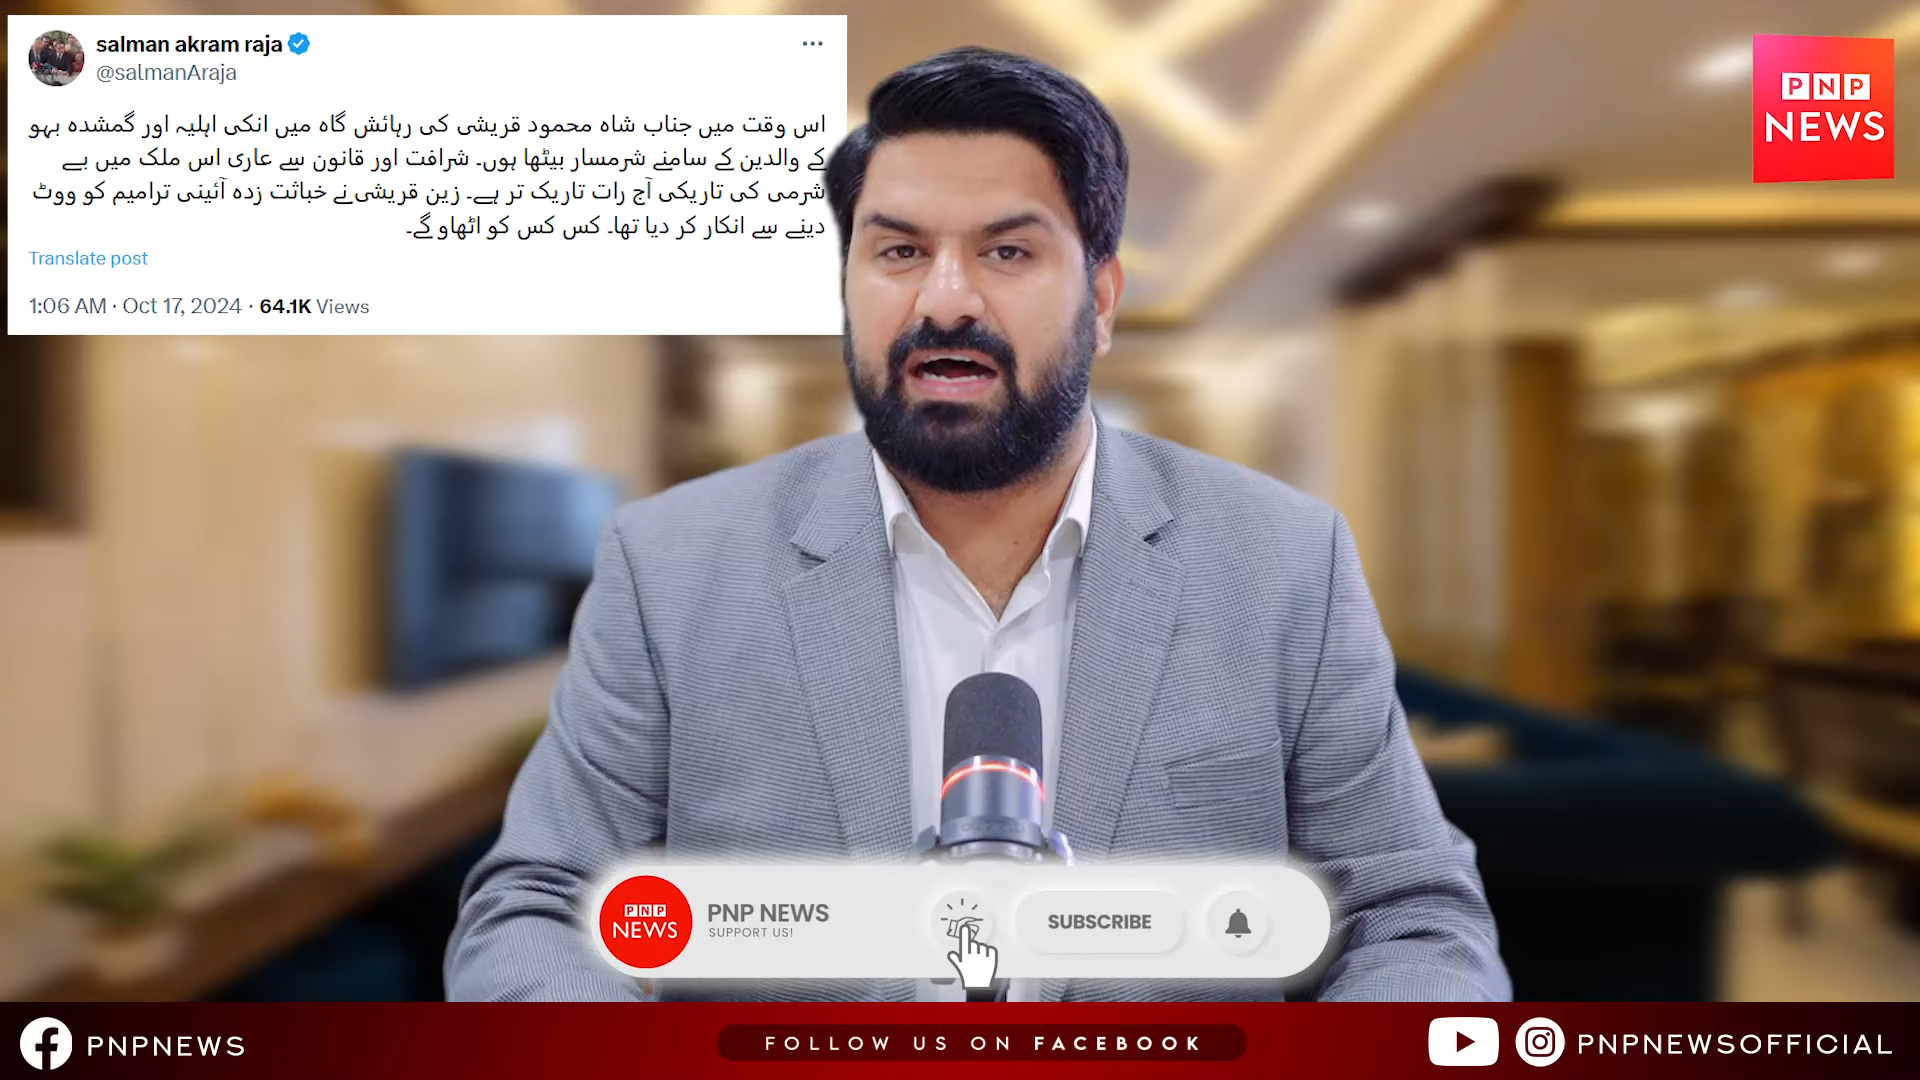 salman akram raja
@salmanAraja
اس وقت میں جناب شاہ محمود قریشی کی رہائش گاہ میں انکی اہلیہ اور گمشدہ بہو
کے والدین کے سامنے شرمسار بیٹھا ہوں۔ شرافت اور قانون سے عاری اس ملک میں بے
شرمی کی تاریکی آج رات تاریک تر ہے۔ زین قریشی نے خباثت زدہ آئینی ترامیم کو ووٹ
دینے سے انکار کر دیا تھا۔ کس کس کو اٹھاو گے۔
Translate post
1:06 AM · Oct 17, 2024 · 64.1K Views
PNP
NEWS
PNP
NEWS
PNP NEWS
SUPPORT US!
SUBSCRIBE
PNPNEWS
FOLLOW US ON FACEBOOK
PNPNEWSOFFICIAL